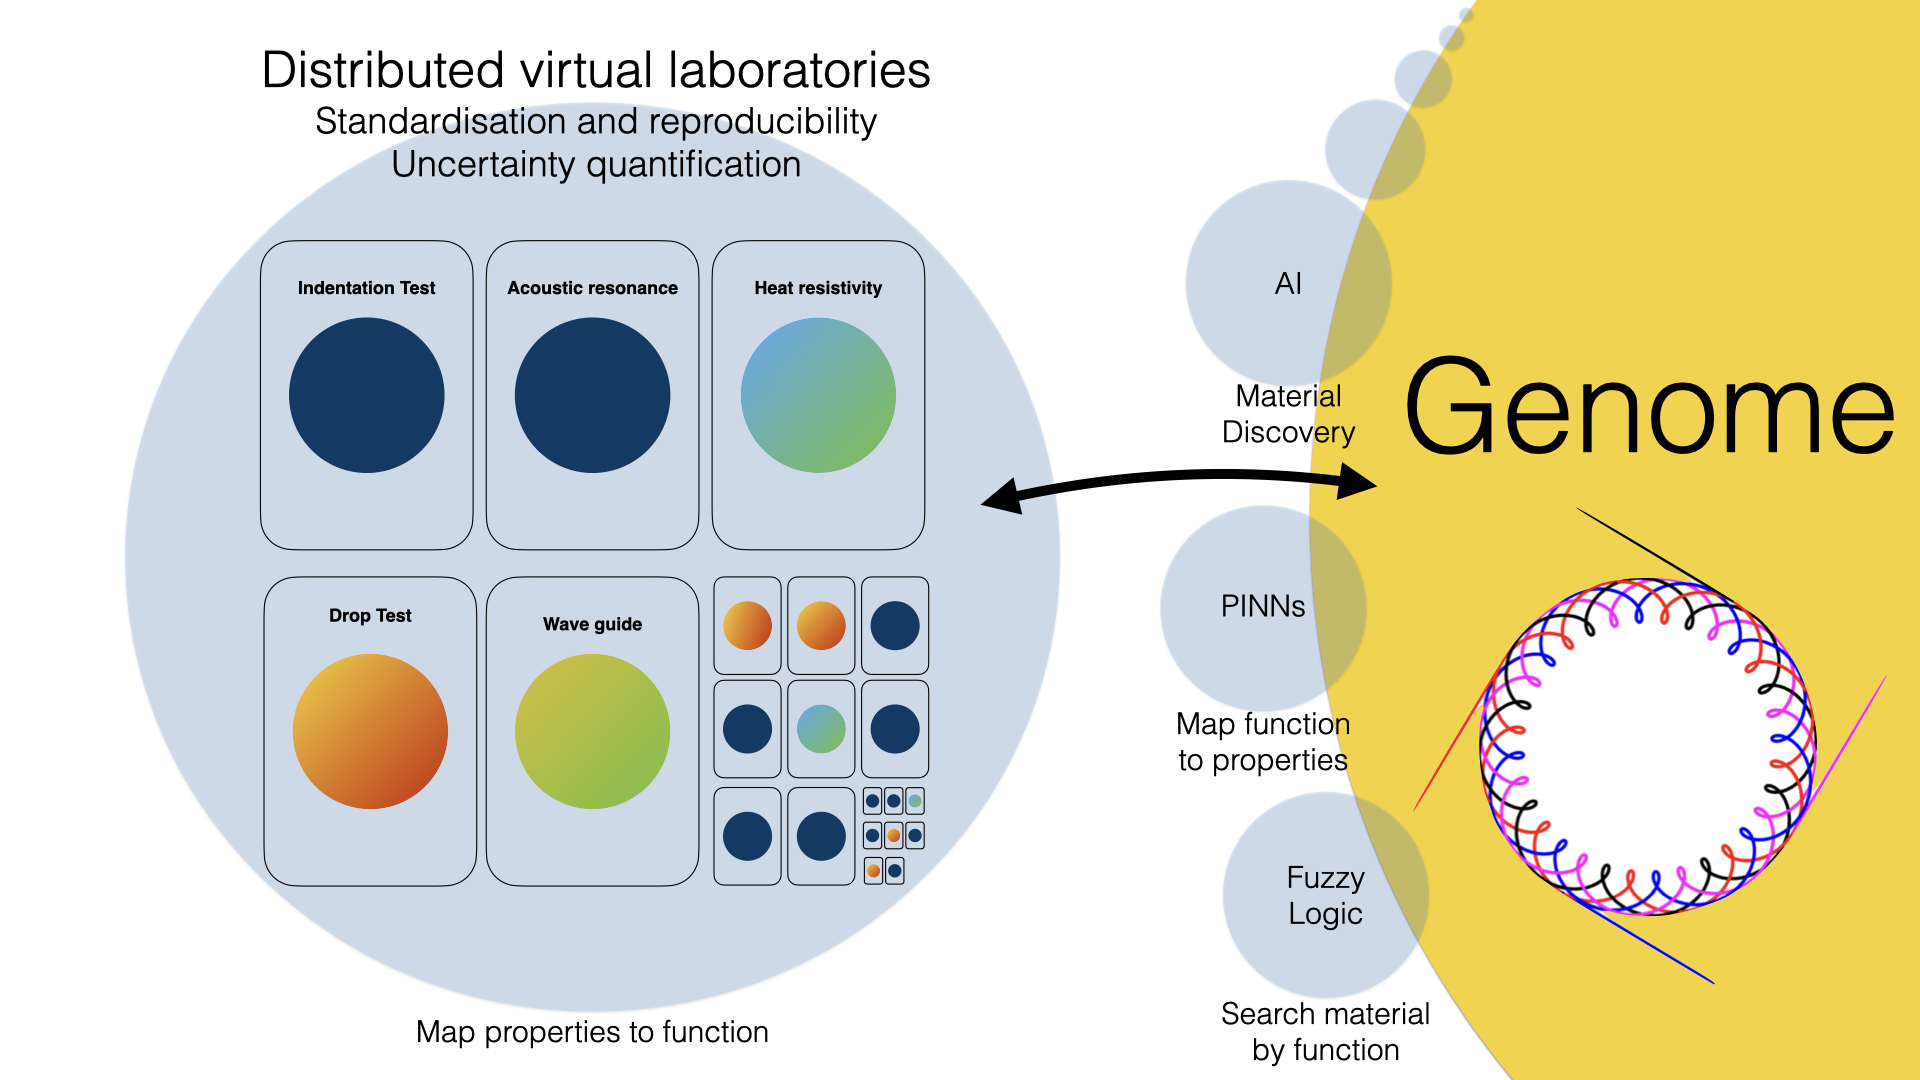 Distributed virtual laboratories
Standardisation and reproducibility
Uncertainty quantification
Indentation Test
Acoustic resonance
Heat resistivity
Drop Test
Wave guide
Map properties to function
AI
Material
Discovery
PINNs
Map function
to properties
Fuzzy
Logic
Search material
by function
Genome